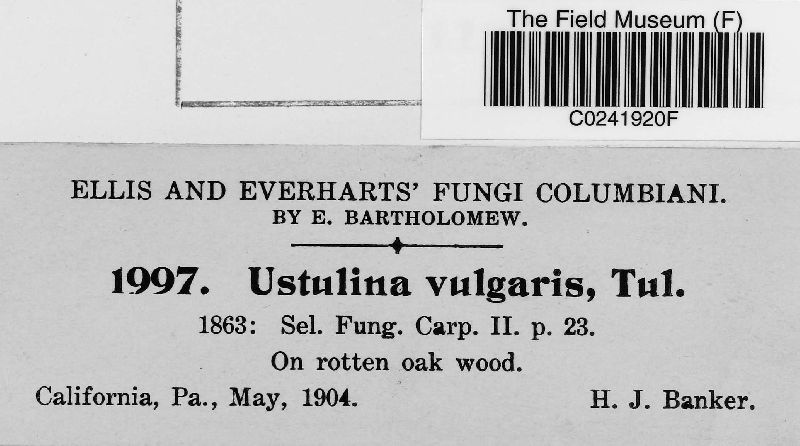 The Field Museum (F)
C0241920F
ELLIS AND EVERHARTS' FUNGI COLUMBIANI.
BY E. BARTHOLOMEW.
1997. Ustulina vulgaris, Tul.
1863: Sel. Fung. Carp. II. p. 23.
On rotten oak wood.
California, Pa., May, 1904. H. J. Banker.